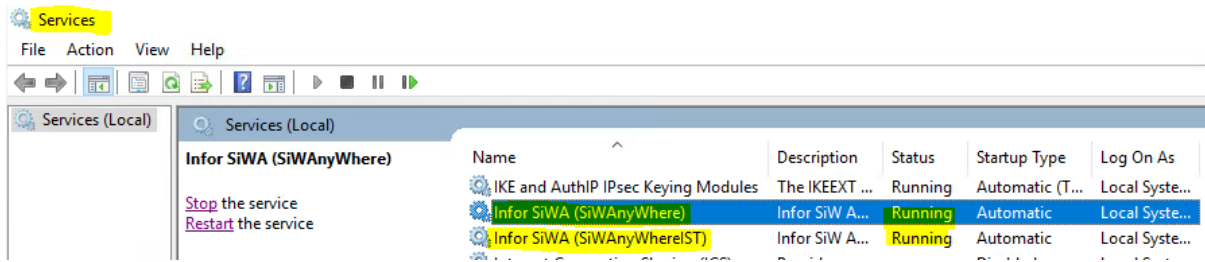 Services
File Action View Help
Services (Local)
Services (Local)
Infor SiWA (SiWAnyWhere)
Stop the service
Restart the service
Name Description Status Startup Type Log On As
IKE and AuthIP IPsec Keying Modules The IKEEXT ... Running Automatic (T... Local Syste...
Infor SiWA (SiWAnyWhere) Infor SiW A... Running Automatic Local Syste...
Infor SiWA (SiWAnyWhereIST) Infor SiW A... Running Automatic Local Syste...